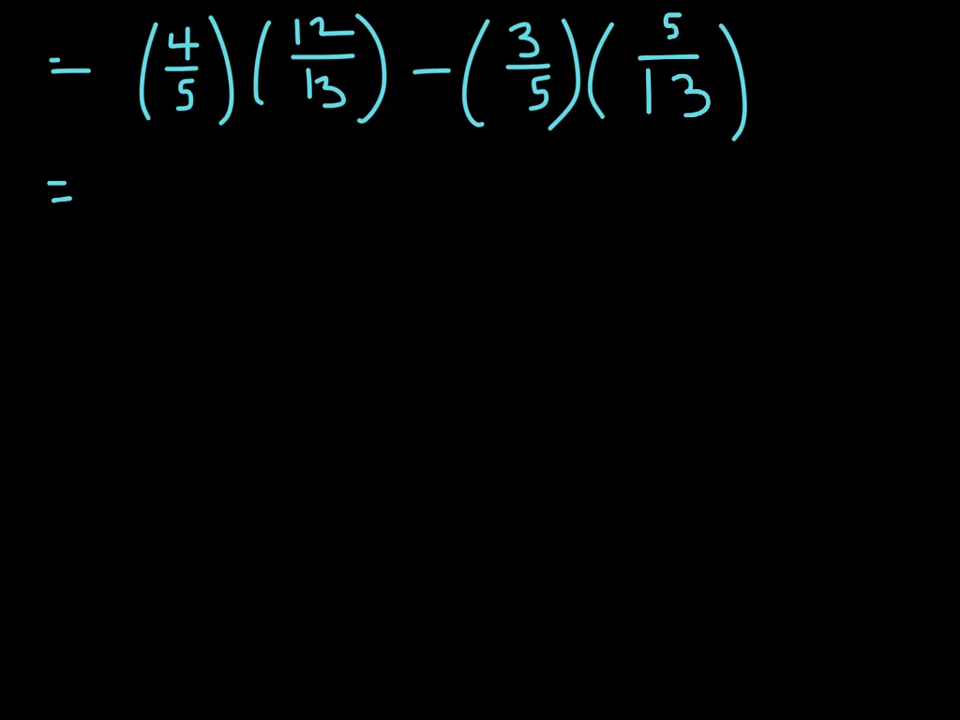 = (4/5)(12/13) - (3/5)(5/13)
=